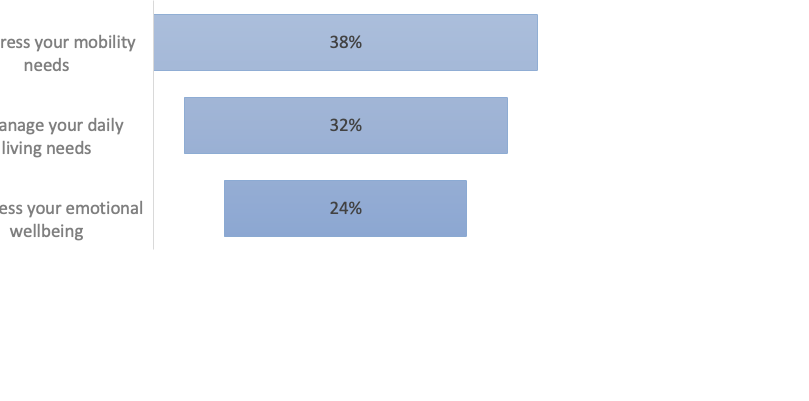 ress your mobility
needs
38%
anage your daily
living needs
32%
ess your emotional
wellbeing
24%